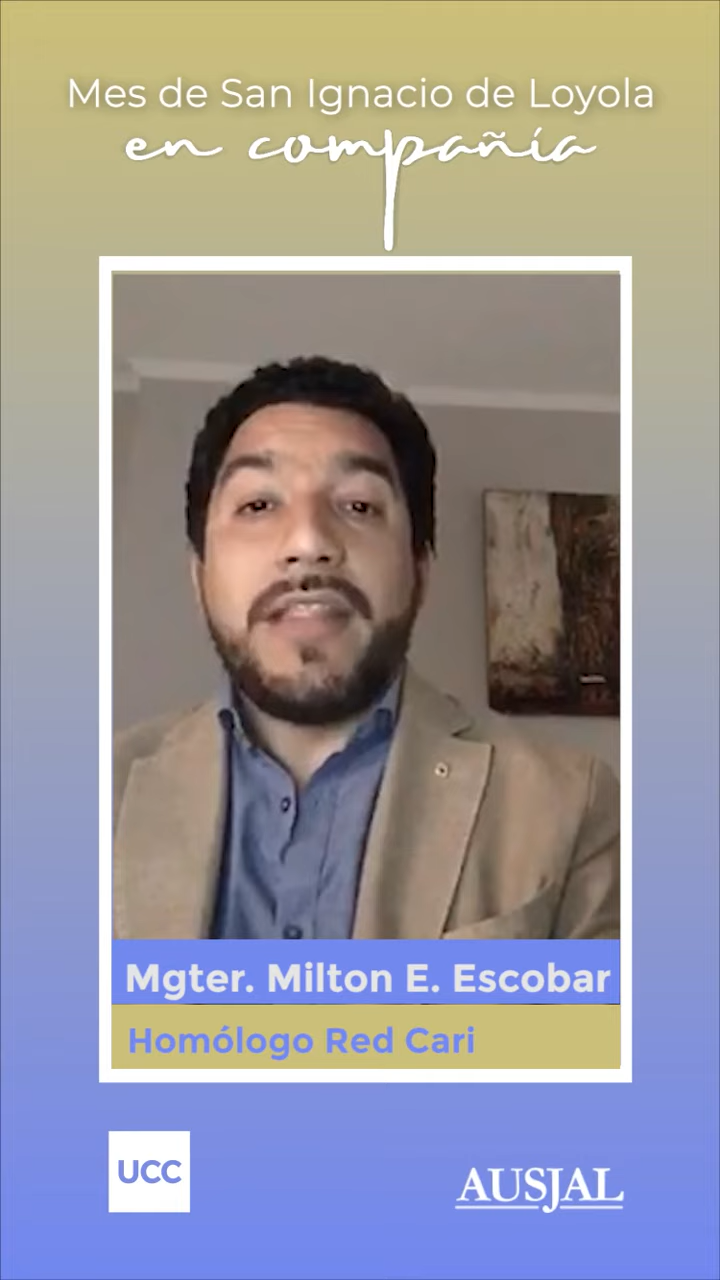 Mes de San Ignacio de Loyola
en compañía
Mgter. Milton E. Escobar
Homólogo Red Cari
UCC
AUSJAL